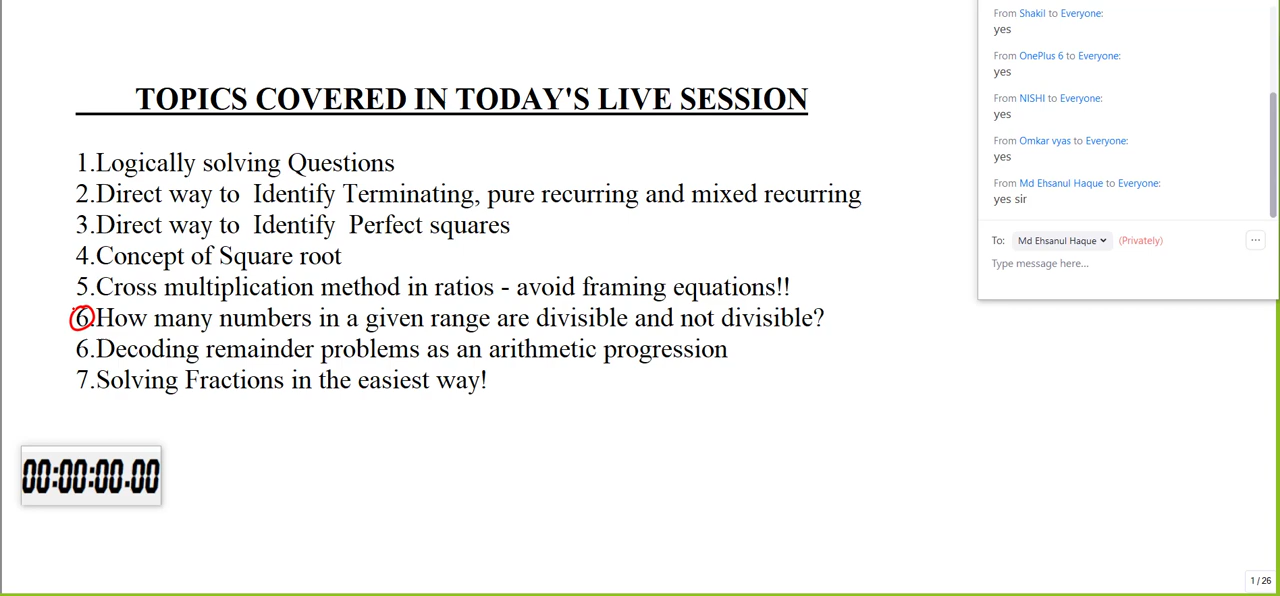 TOPICS COVERED IN TODAY'S LIVE SESSION
1.Logically solving Questions
2.Direct way to  Identify Terminating, pure recurring and mixed recurring
3.Direct way to  Identify  Perfect squares
4.Concept of Square root
5.Cross multiplication method in ratios - avoid framing equations!!
6.How many numbers in a given range are divisible and not divisible?
6.Decoding remainder problems as an arithmetic progression
7.Solving Fractions in the easiest way!
00:00:00.00
From Shakil to Everyone:
yes
From OnePlus 6 to Everyone:
yes
From NISHI to Everyone:
yes
From Omkar vyas to Everyone:
yes
From Md Ehsanul Haque to Everyone:
yes sir
To: Md Ehsanul Haque (Privately)
Type message here...
1 / 26